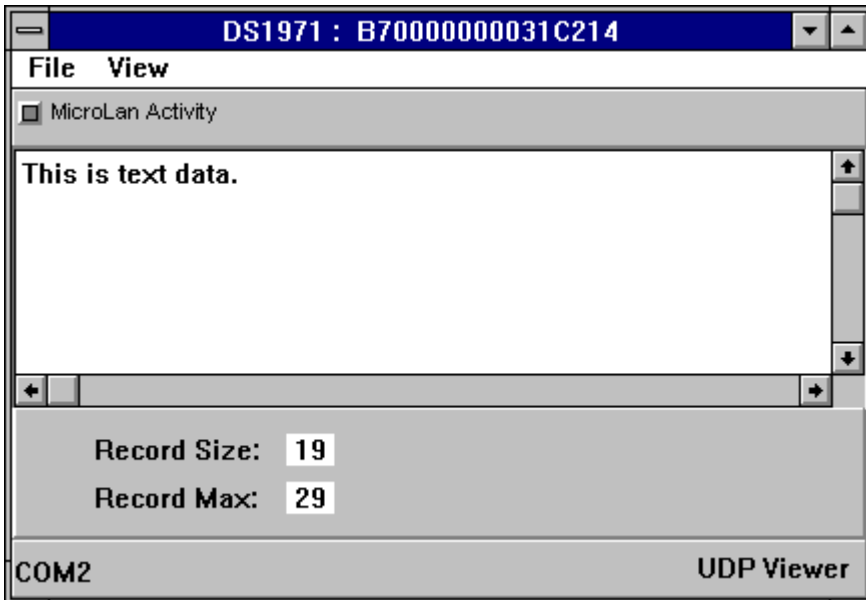 DS1971 : B70000000031C214
File View
MicroLan Activity
This is text data.
Record Size: 19
Record Max: 29
COM2 UDP Viewer